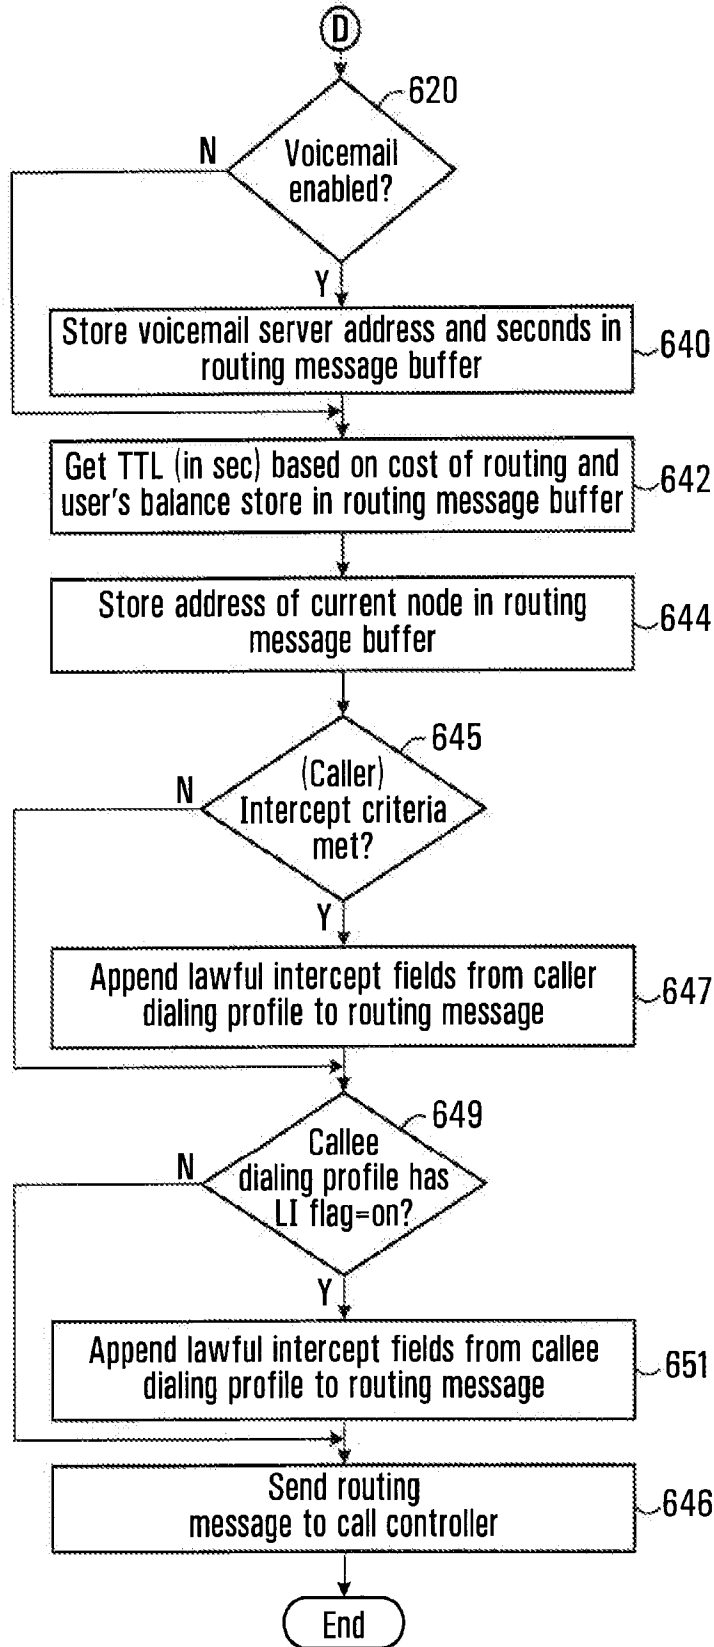 D
620
N
Voicemail
enabled?
Y
Store voicemail server address and seconds in
routing message buffer
640
Get TTL (in sec) based on cost of routing and
user's balance store in routing message buffer
642
Store address of current node in routing
message buffer
644
645
N
(Caller)
Intercept criteria
met?
Y
Append lawful intercept fields from caller
dialing profile to routing message
647
649
N
Callee
dialing profile has
LI flag=on?
Y
Append lawful intercept fields from callee
dialing profile to routing message
651
Send routing
message to call controller
646
End